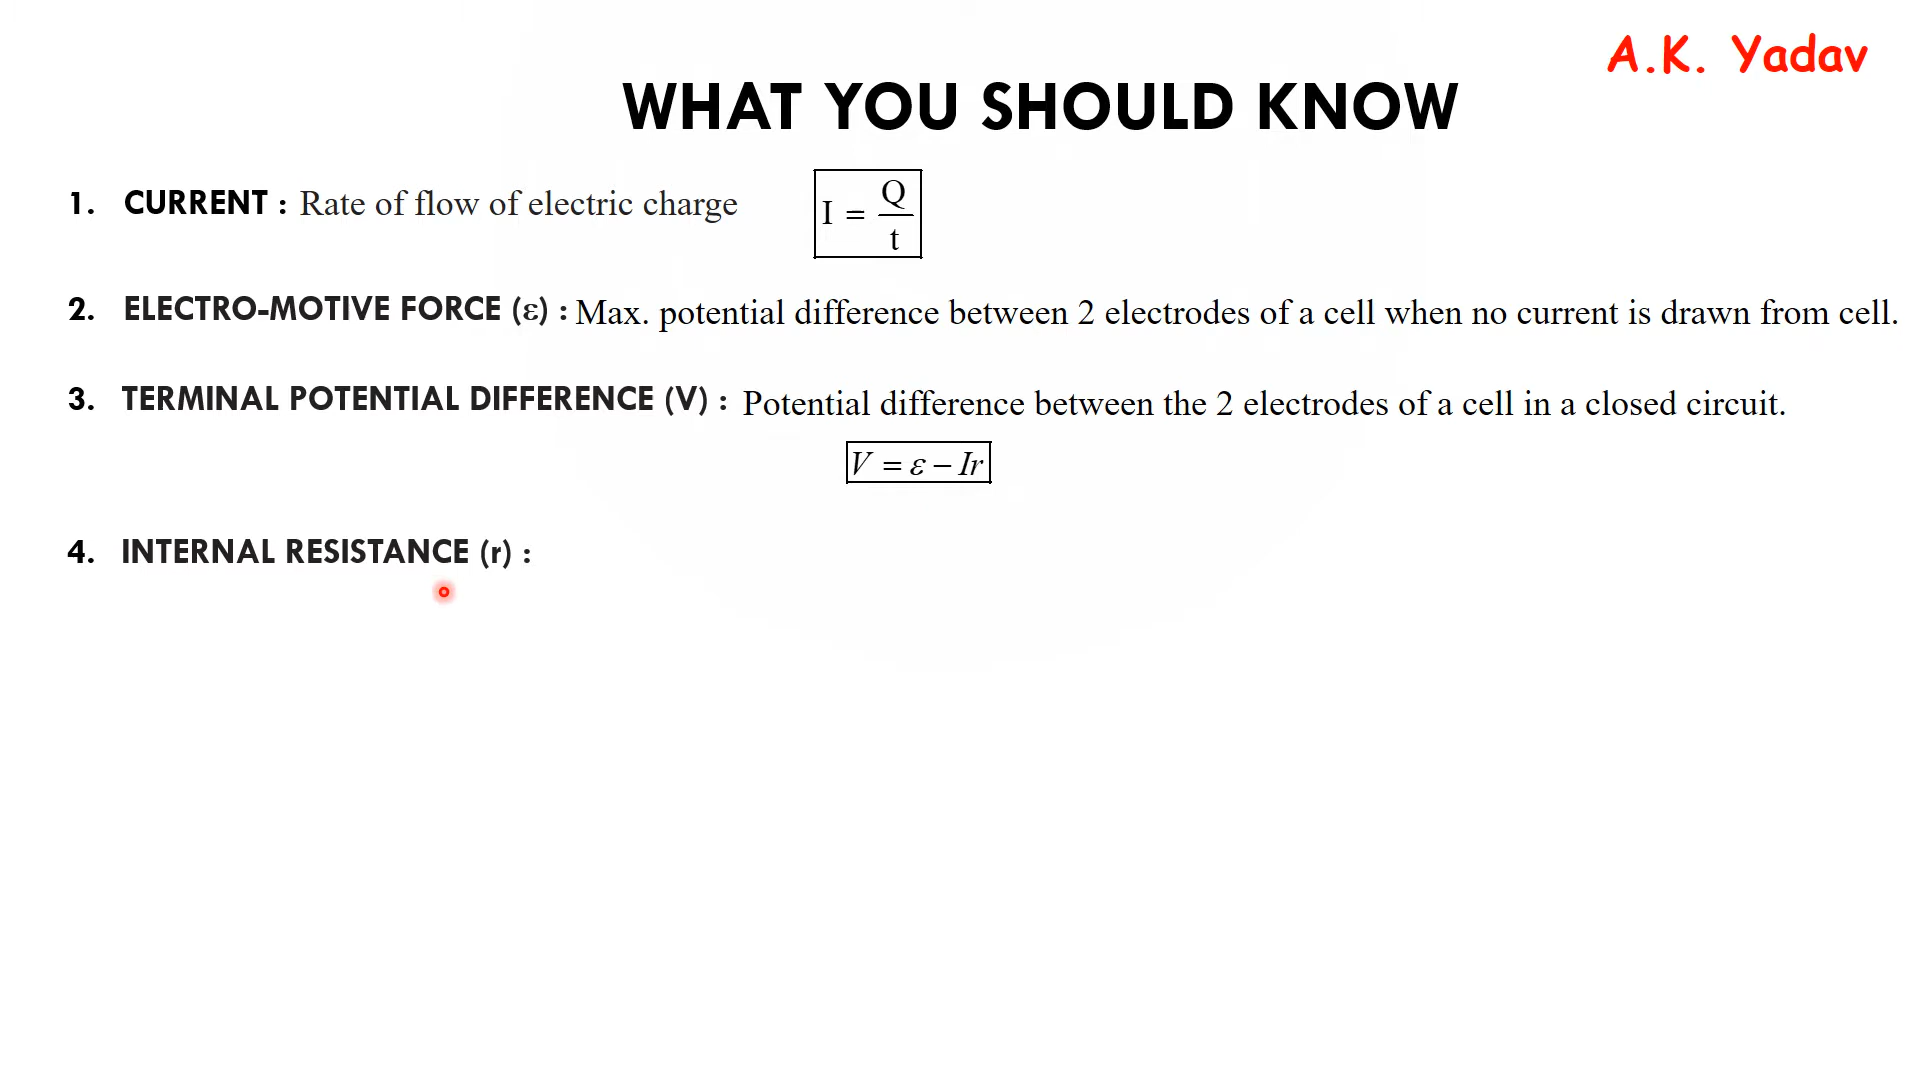 A.K. Yadav
WHAT YOU SHOULD KNOW
1. CURRENT : Rate of flow of electric charge I = Q/t
2. ELECTRO-MOTIVE FORCE (ε) : Max. potential difference between 2 electrodes of a cell when no current is drawn from cell.
3. TERMINAL POTENTIAL DIFFERENCE (V) : Potential difference between the 2 electrodes of a cell in a closed circuit.
V = ε − Ir
4. INTERNAL RESISTANCE (r) :